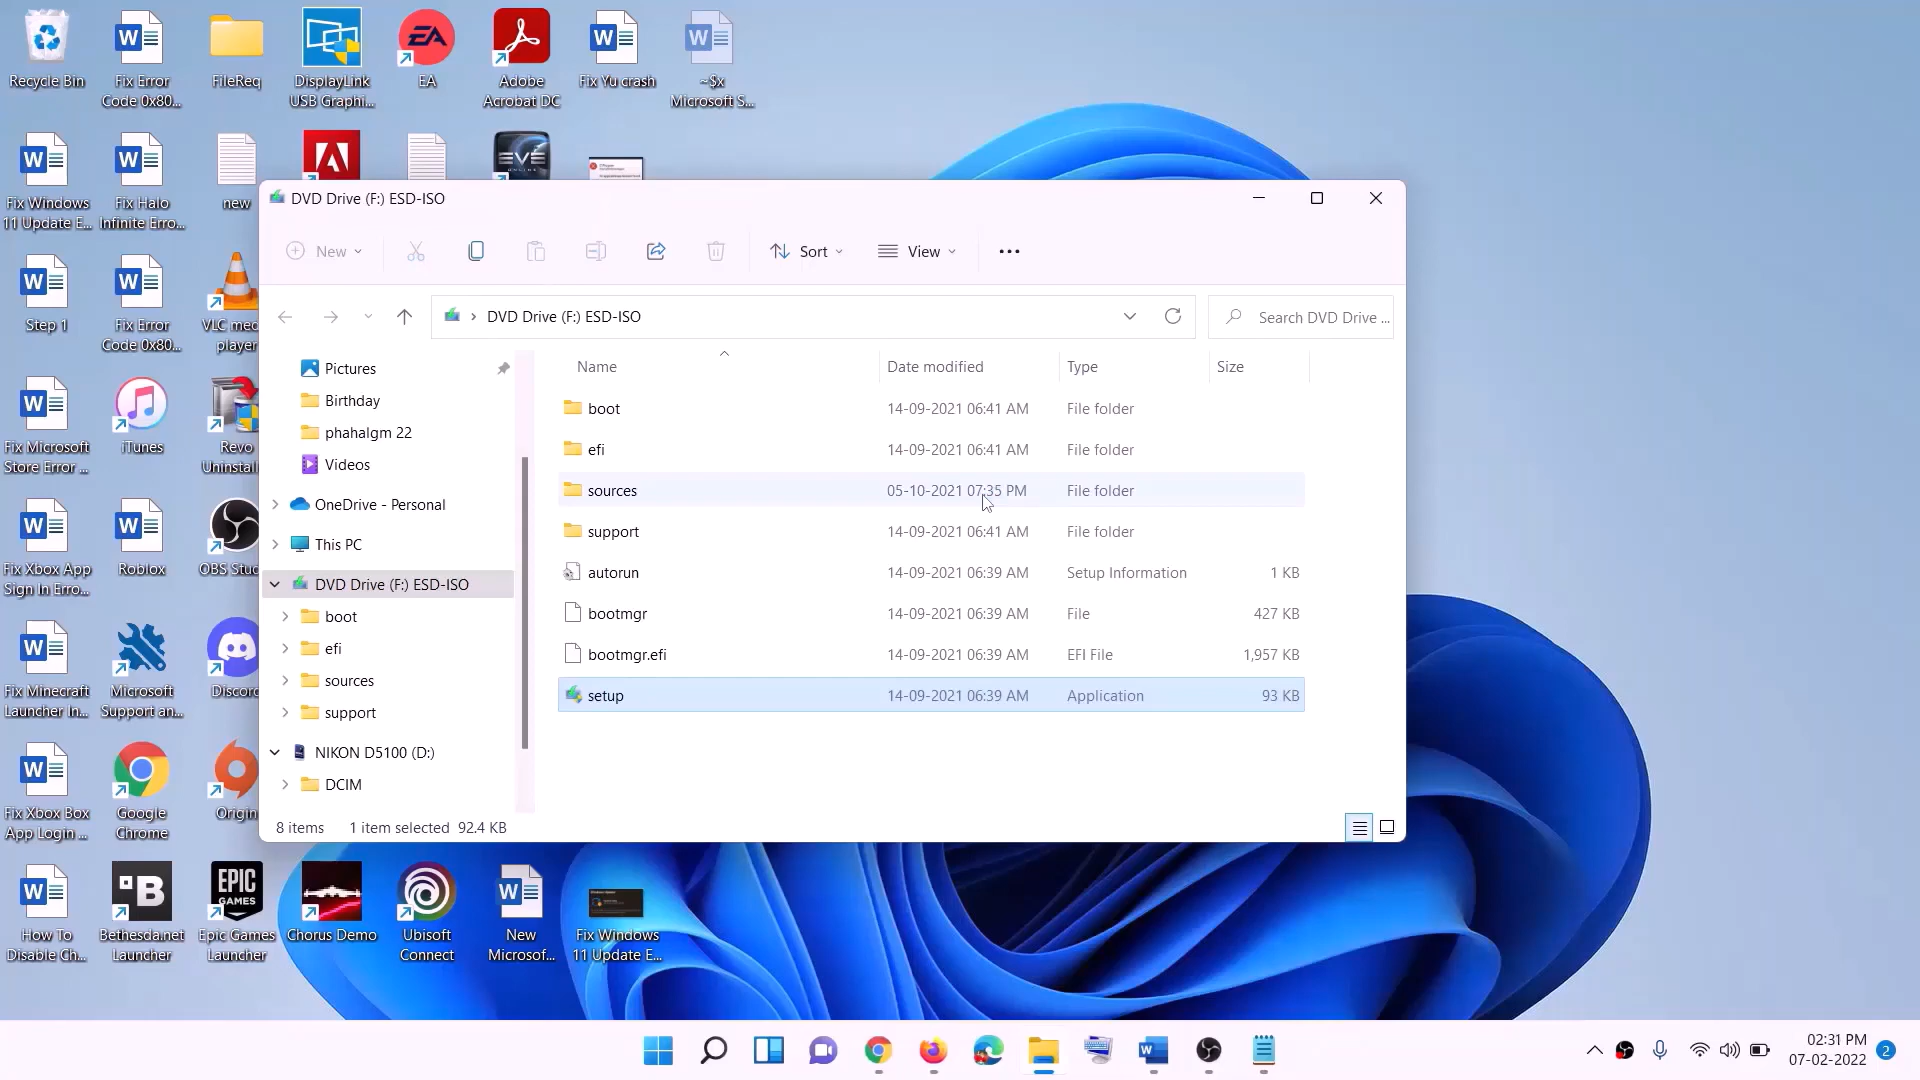 Recycle Bin
Fix Error
Code 0x80...
FileReq
DisplayLink
USB Graphi...
EA
Adobe
Acrobat DC
Fix Yu crash
~$x
Microsoft S...
Fix Windows
11 Update E...
Fix Halo
Infinite Erro...
new
EVE
Step 1
Fix Error
Code 0x80...
VLC med
player
Fix Microsoft
Store Error ...
iTunes
Revo
Uninstall
Fix Xbox App
Sign In Erro...
Roblox
OBS Stud
Fix Minecraft
Launcher In...
Microsoft
Support an...
Discord
Fix Xbox Box
App Login ...
Google
Chrome
Origin
How To
Disable Ch...
Bethesda.net
Launcher
EPIC
GAMES
Epic Games
Launcher
Chorus Demo
Ubisoft
Connect
New
Microsof...
Fix Windows
11 Update E...
DVD Drive (F:) ESD-ISO
New
Sort
View
DVD Drive (F:) ESD-ISO
Search DVD Drive ...
Pictures
Birthday
phahalgm 22
Videos
OneDrive - Personal
This PC
DVD Drive (F:) ESD-ISO
boot
efi
sources
support
NIKON D5100 (D:)
DCIM
Name Date modified Type Size
boot 14-09-2021 06:41 AM File folder
efi 14-09-2021 06:41 AM File folder
sources 05-10-2021 07:35 PM File folder
support 14-09-2021 06:41 AM File folder
autorun 14-09-2021 06:39 AM Setup Information 1 KB
bootmgr 14-09-2021 06:39 AM File 427 KB
bootmgr.efi 14-09-2021 06:39 AM EFI File 1,957 KB
setup 14-09-2021 06:39 AM Application 93 KB
8 items 1 item selected 92.4 KB
02:31 PM
07-02-2022
2